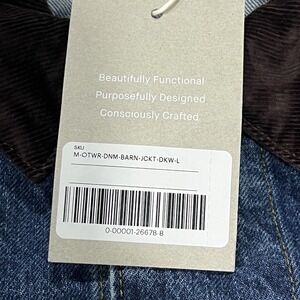 Beautifully Functional
Purposefully Designed
Consciously Crafted
SKU
M-OTWR-DNM-BARN-JCKT-DKW-L
0-00001-26678-8